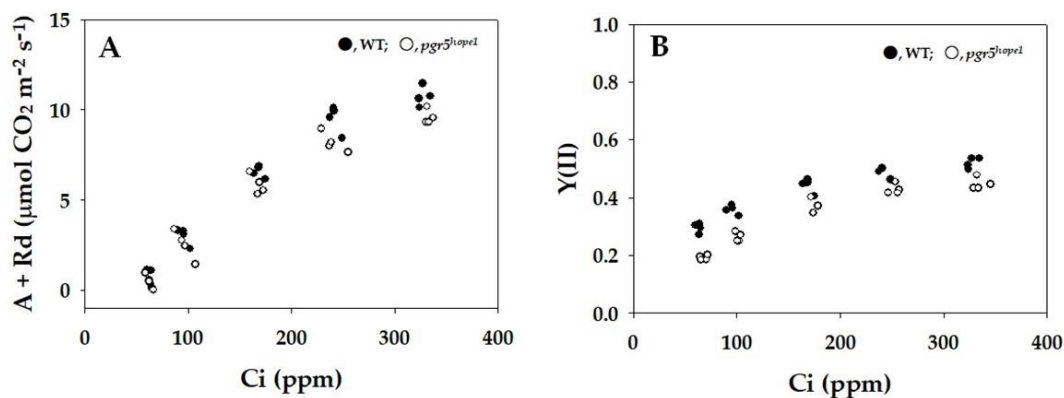 A
●, WT; ○, pgr5hope1
A + Rd (μmol CO2 m-2 s-1)
15
10
5
0
0
100
200
300
400
Ci (ppm)
B
●, WT; ○, pgr5hope1
Y(II)
1.0
0.8
0.6
0.4
0.2
0.0
0
100
200
300
400
Ci (ppm)